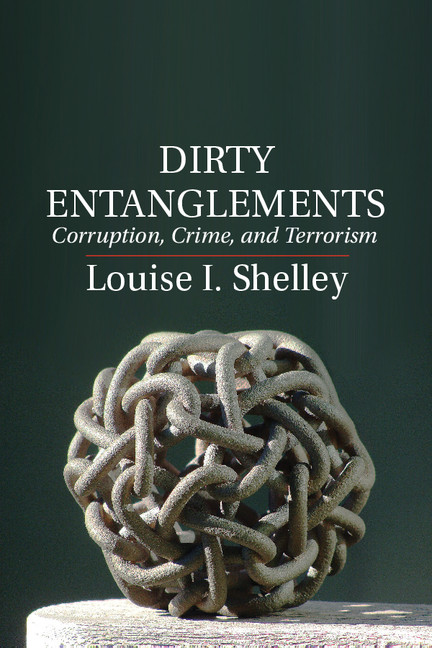 DIRTY
ENTANGLEMENTS
Corruption, Crime, and Terrorism
Louise I. Shelley